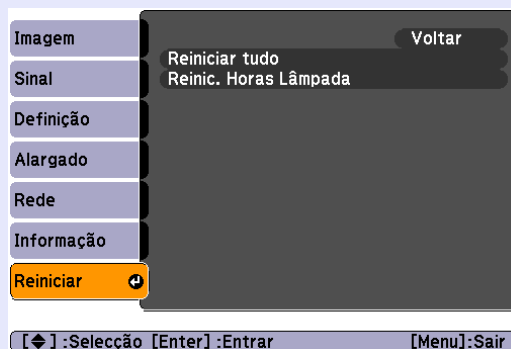 Imagem
Sinal
Definição
Alargado
Rede
Informação
Reiniciar
Voltar
Reiniciar tudo
Reinic. Horas Lâmpada
[◆] :Selecção [Enter] :Entrar [Menu]:Sair